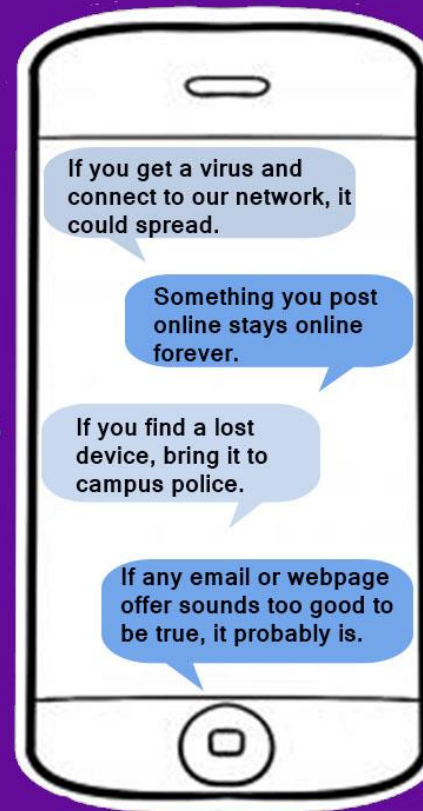 If you get a virus and
connect to our network, it
could spread.
Something you post
online stays online
forever.
If you find a lost
device, bring it to
campus police.
If any email or webpage
offer sounds too good to
be true, it probably is.